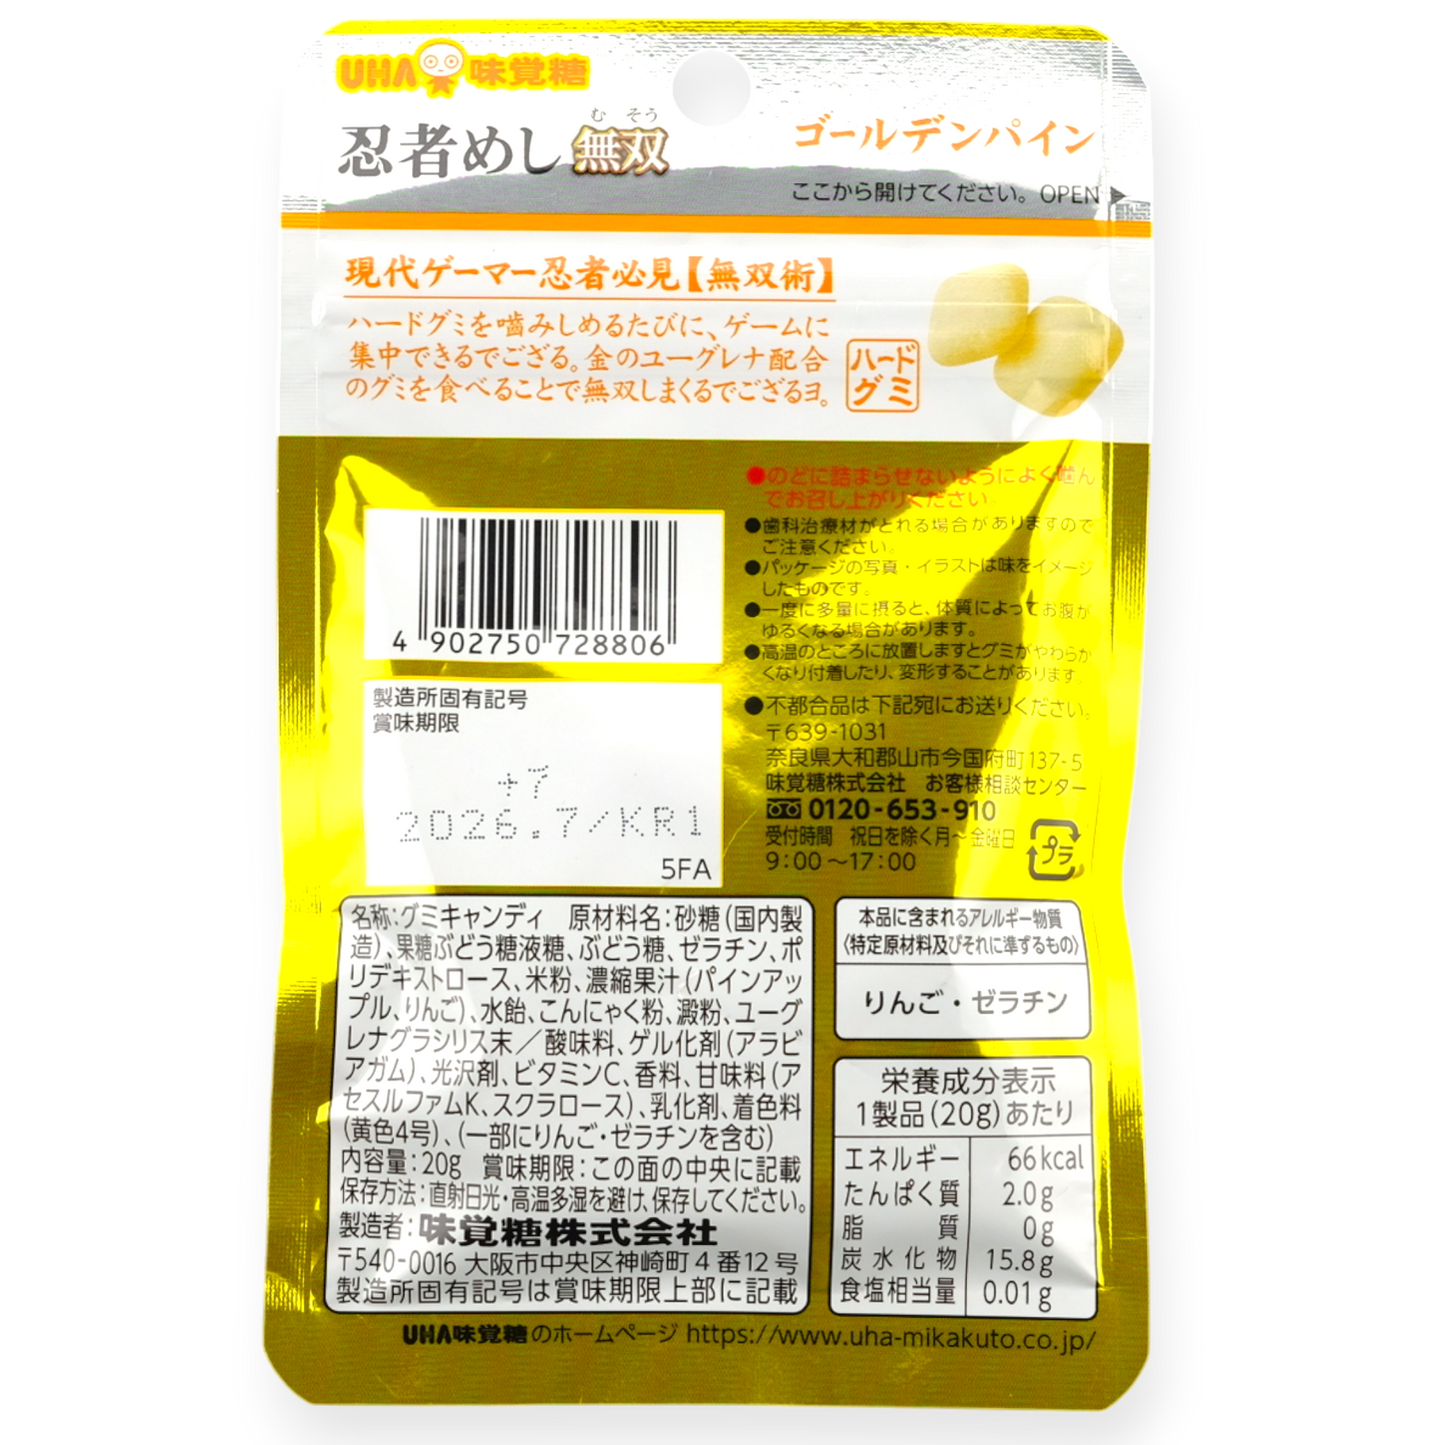 UHA味覚糖
むそう
忍者めし 無双
ゴールデンパイン
ここから開けてください。OPEN
現代ゲーマー忍者必見【無双術】
ハードグミを噛みしめるたびに、ゲームに
集中できるでござる。金のユーグレナ配合
のグミを食べることで無双しまくるでござるヨ。
ハード
グミ
●のどに詰まらせないようによく噛ん
でお召し上がりください。
●歯科治療材がとれる場合がありますので
ご注意ください。
●パッケージの写真・イラストは味をイメージ
したものです。
●一度に多量に摂ると、体質によってお腹が
ゆるくなる場合があります。
●高温のところに放置しますとグミがやわらか
くなり付着したり、変形することがあります。
●不都合品は下記宛にお送りください。
〒639-1031
奈良県大和郡山市今国府町137-5
味覚糖株式会社 お客様相談センター
0120-653-910
受付時間 祝日を除く月～金曜日
9:00～17:00
プラ
4 902750 728806
製造所固有記号
賞味期限
+7
2026.7/KR1
5FA
名称:グミキャンディ 原材料名:砂糖(国内製
造)、果糖ぶどう糖液糖、ぶどう糖、ゼラチン、ポ
リデキストロース、米粉、濃縮果汁(パインアッ
プル、りんご)、水飴、こんにゃく粉、澱粉、ユーグ
レナグラシリス末／酸味料、ゲル化剤(アラビ
アガム)、光沢剤、ビタミンC、香料、甘味料(ア
セスルファムK、スクラロース)、乳化剤、着色料
(黄色4号)、(一部にりんご・ゼラチンを含む)
内容量:20g 賞味期限:この面の中央に記載
保存方法:直射日光・高温多湿を避け、保存してください。
製造者:味覚糖株式会社
〒540-0016 大阪市中央区神崎町4番12号
製造所固有記号は賞味期限上部に記載
本品に含まれるアレルギー物質
〈特定原材料及びそれに準ずるもの〉
りんご・ゼラチン
栄養成分表示
1製品(20g)あたり
エネルギー 66kcal
たんぱく質 2.0g
脂質 0g
炭水化物 15.8g
食塩相当量 0.01g
UHA味覚糖のホームページ https://www.uha-mikakuto.co.jp/